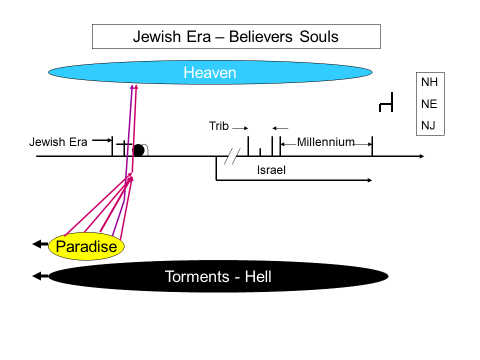 Jewish Era – Believers Souls
Heaven
NH
NE
NJ
Trib
Jewish Era
Millennium
Israel
Paradise
Torments - Hell